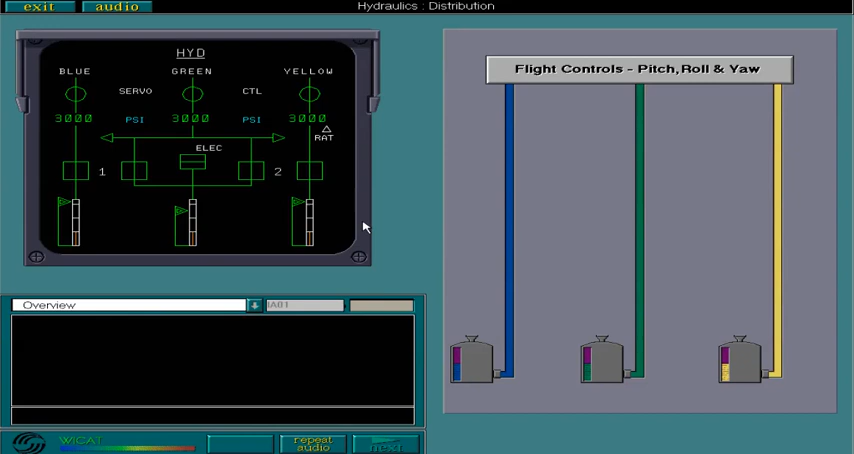 exit audio Hydraulics : Distribution
HYD
BLUE GREEN YELLOW
SERVO CTL
3000 PSI 3000 PSI 3000
RAT
ELEC
1 2
Flight Controls - Pitch, Roll & Yaw
Overview IA01
WICAT repeat audio next